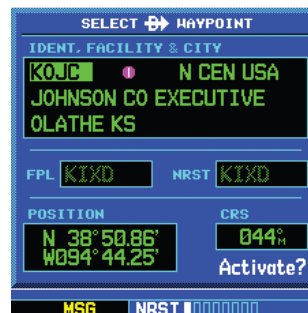 SELECT D WAYPOINT
IDENT, FACILITY & CITY
KOJC N CEN USA
JOHNSON CO EXECUTIVE
OLATHE KS
FPL KIXD NRST KIXD
POSITION CRS
N 38°50.86' 044°M
W094°44.25'
Activate?
MSG NRST